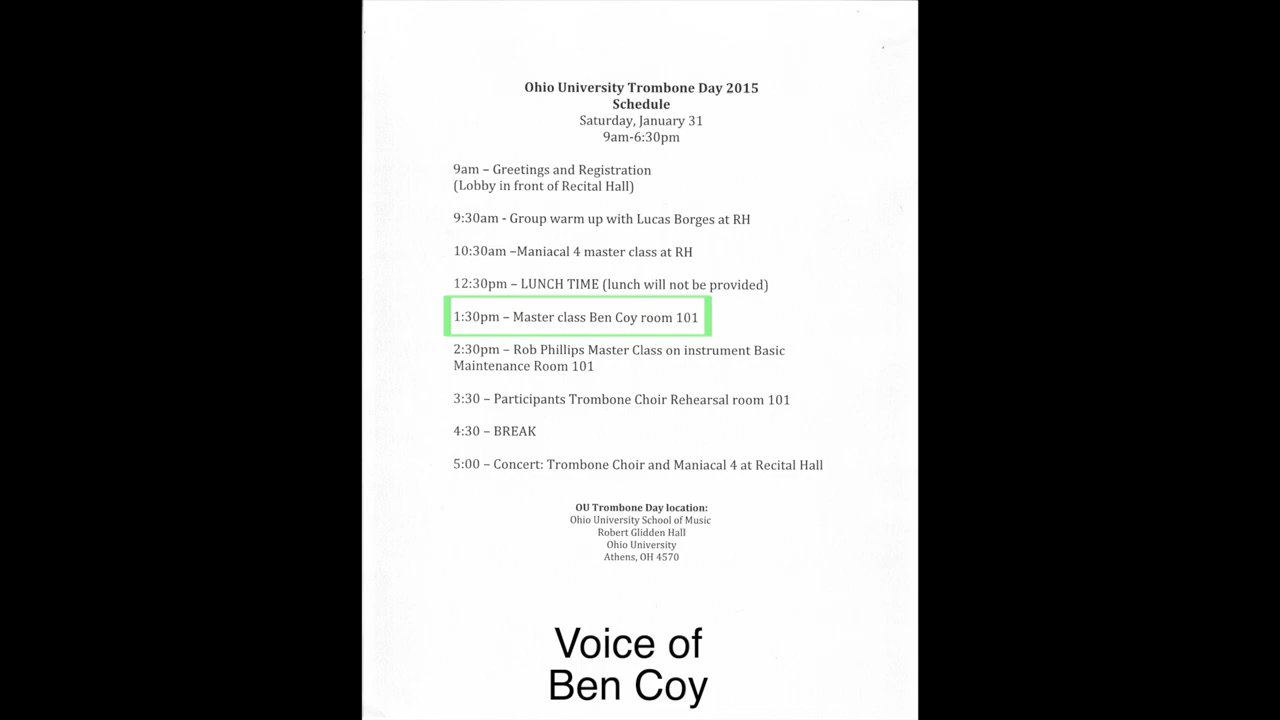 Ohio University Trombone Day 2015
Schedule
Saturday, January 31
9am-6:30pm
9am – Greetings and Registration
(Lobby in front of Recital Hall)
9:30am - Group warm up with Lucas Borges at RH
10:30am –Maniacal 4 master class at RH
12:30pm – LUNCH TIME (lunch will not be provided)
1:30pm – Master class Ben Coy room 101
2:30pm – Rob Phillips Master Class on instrument Basic
Maintenance Room 101
3:30 – Participants Trombone Choir Rehearsal room 101
4:30 – BREAK
5:00 – Concert: Trombone Choir and Maniacal 4 at Recital Hall
OU Trombone Day location:
Ohio University School of Music
Robert Glidden Hall
Ohio University
Athens, OH 4570
Voice of
Ben Coy